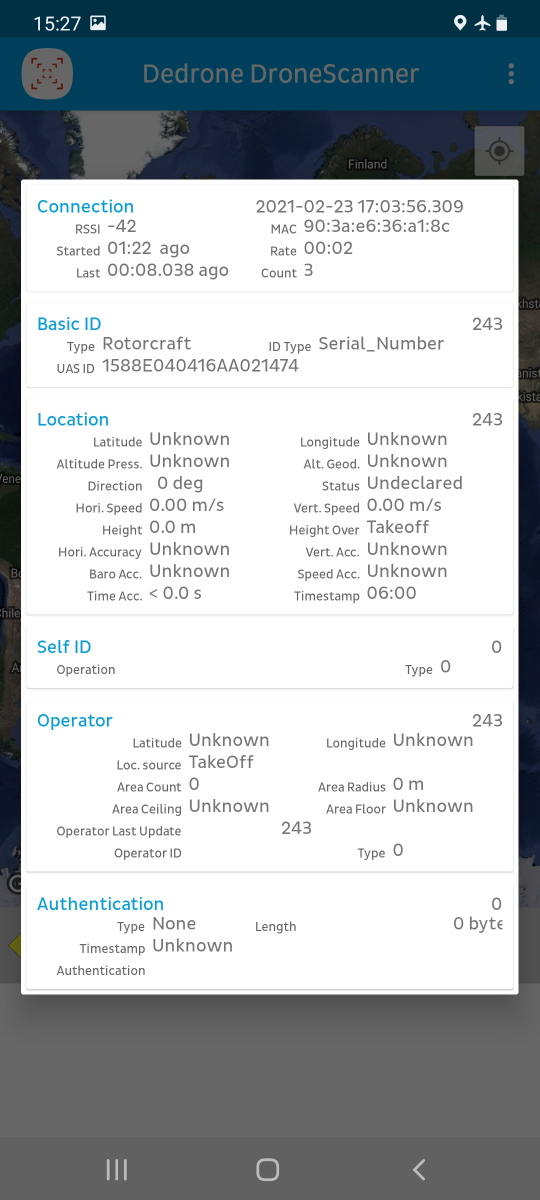 15:27
Dedrone DroneScanner
Finland
Connection 2021-02-23 17:03:56.309
RSSI -42 MAC 90:3a:e6:36:a1:8c
Started 01:22 ago Rate 00:02
Last 00:08.038 ago Count 3
Basic ID 243
Type Rotorcraft ID Type Serial_Number
UAS ID 1588E040416AA021474
Location 243
Latitude Unknown Longitude Unknown
Altitude Press. Unknown Alt. Geod. Unknown
Direction 0 deg Status Undeclared
Hori. Speed 0.00 m/s Vert. Speed 0.00 m/s
Height 0.0 m Height Over Takeoff
Hori. Accuracy Unknown Vert. Acc. Unknown
Baro Acc. Unknown Speed Acc. Unknown
Time Acc. < 0.0 s Timestamp 06:00
Self ID 0
Operation Type 0
Operator 243
Latitude Unknown Longitude Unknown
Loc. source TakeOff
Area Count 0 Area Radius 0 m
Area Ceiling Unknown Area Floor Unknown
Operator Last Update 243
Operator ID Type 0
Authentication 0
Type None Length 0 byte
Timestamp Unknown
Authentication